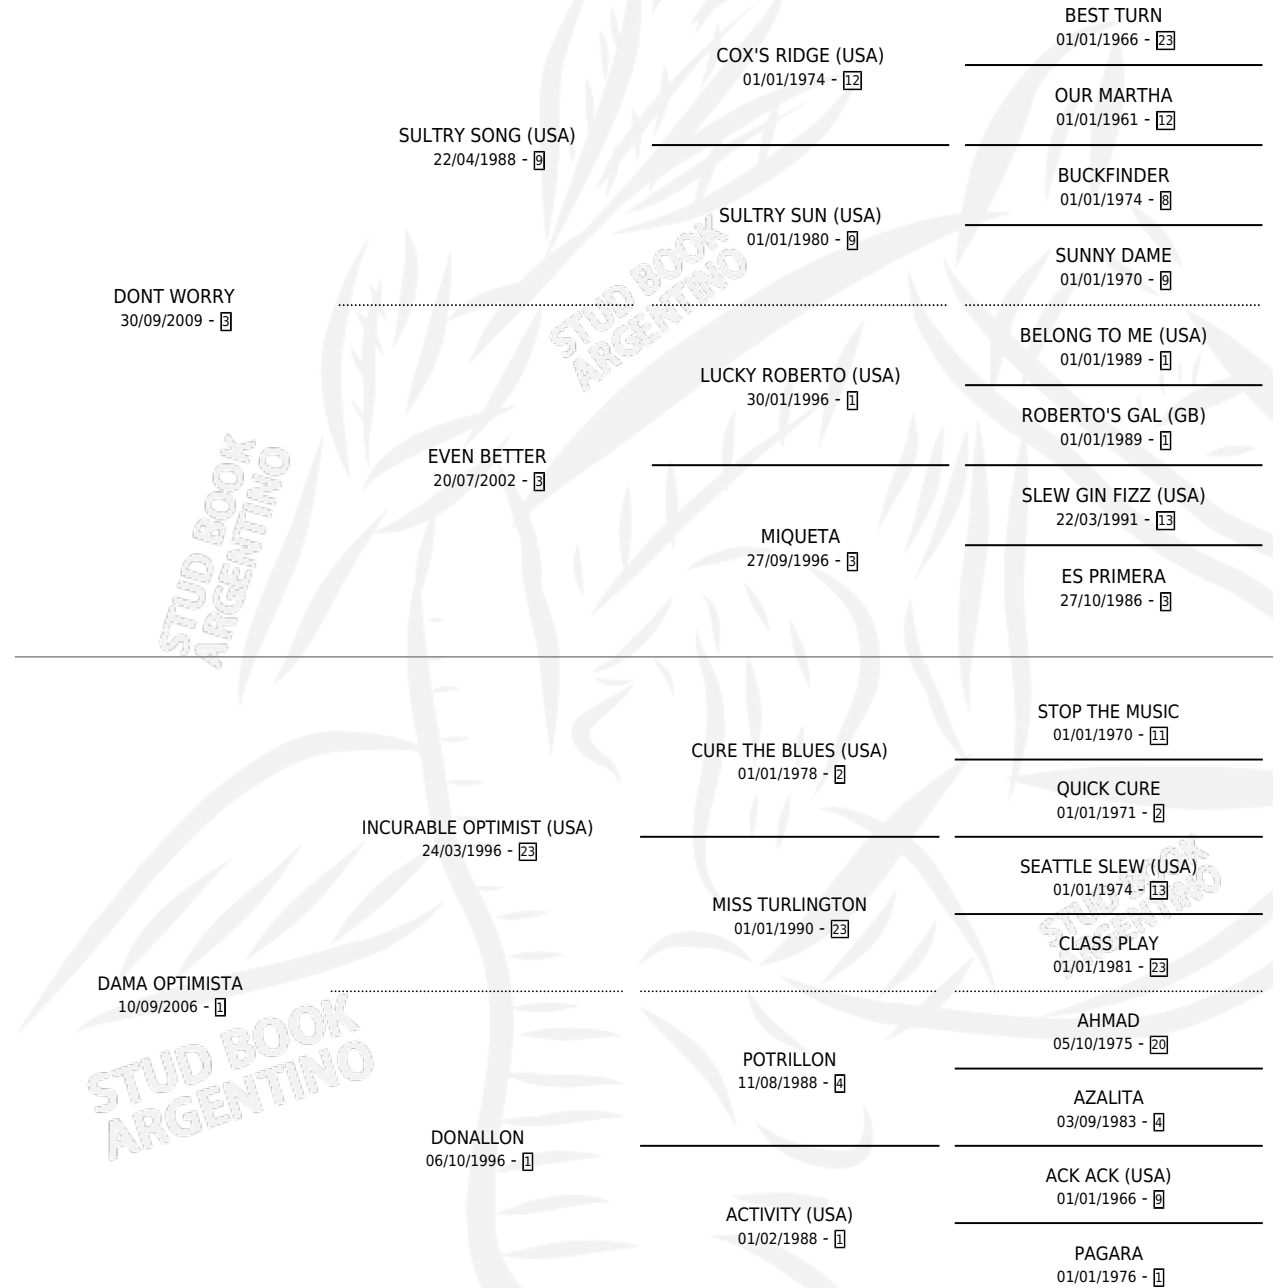 BEST TURN
01/01/1966 - 23
COX'S RIDGE (USA)
01/01/1974 - 12
OUR MARTHA
01/01/1961 - 12
SULTRY SONG (USA)
22/04/1988 - 9
BUCKFINDER
01/01/1974 - 8
SULTRY SUN (USA)
01/01/1980 - 9
SUNNY DAME
01/01/1970 - 9
DONT WORRY
30/09/2009 - 3
BELONG TO ME (USA)
01/01/1989 - 1
LUCKY ROBERTO (USA)
30/01/1996 - 1
ROBERTO'S GAL (GB)
01/01/1989 - 1
EVEN BETTER
20/07/2002 - 3
SLEW GIN FIZZ (USA)
22/03/1991 - 13
MIQUETA
27/09/1996 - 3
ES PRIMERA
27/10/1986 - 3
STOP THE MUSIC
01/01/1970 - 11
CURE THE BLUES (USA)
01/01/1978 - 2
QUICK CURE
01/01/1971 - 2
INCURABLE OPTIMIST (USA)
24/03/1996 - 23
SEATTLE SLEW (USA)
01/01/1974 - 13
MISS TURLINGTON
01/01/1990 - 23
CLASS PLAY
01/01/1981 - 23
DAMA OPTIMISTA
10/09/2006 - 1
AHMAD
05/10/1975 - 20
POTRILLON
11/08/1988 - 4
AZALITA
03/09/1983 - 4
DONALLON
06/10/1996 - 1
ACK ACK (USA)
01/01/1966 - 9
ACTIVITY (USA)
01/02/1988 - 1
PAGARA
01/01/1976 - 1
STUD BOOK
ARGENTINO
STUD BOOK
ARGENTINO
STUD BOOK
ARGENTINO
STUD BOOK
ARGENTINO